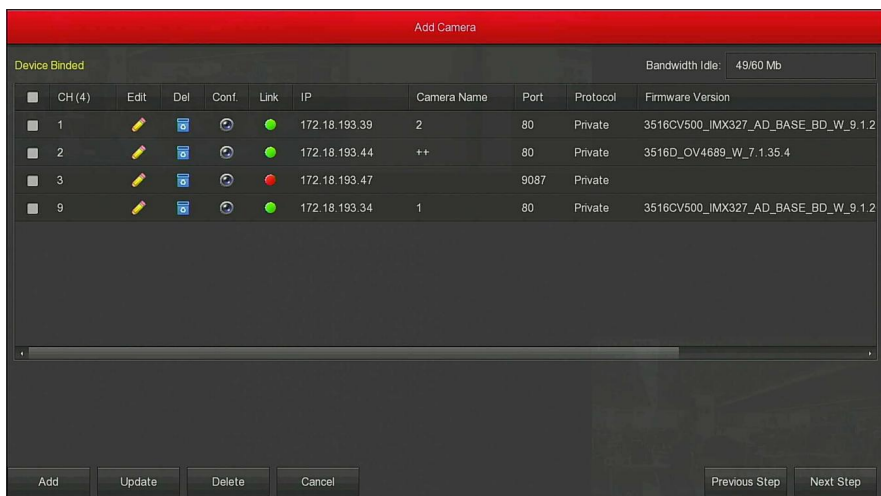 Add Camera
Device Binded Bandwidth Idle: 49/60 Mb
CH (4) Edit Del Conf. Link IP Camera Name Port Protocol Firmware Version
1 172.18.193.39 2 80 Private 3516CV500_IMX327_AD_BASE_BD_W_9.1.2
2 172.18.193.44 ++ 80 Private 3516D_OV4689_W_7.1.35.4
3 172.18.193.47 9087 Private
9 172.18.193.34 1 80 Private 3516CV500_IMX327_AD_BASE_BD_W_9.1.2
Add Update Delete Cancel Previous Step Next Step